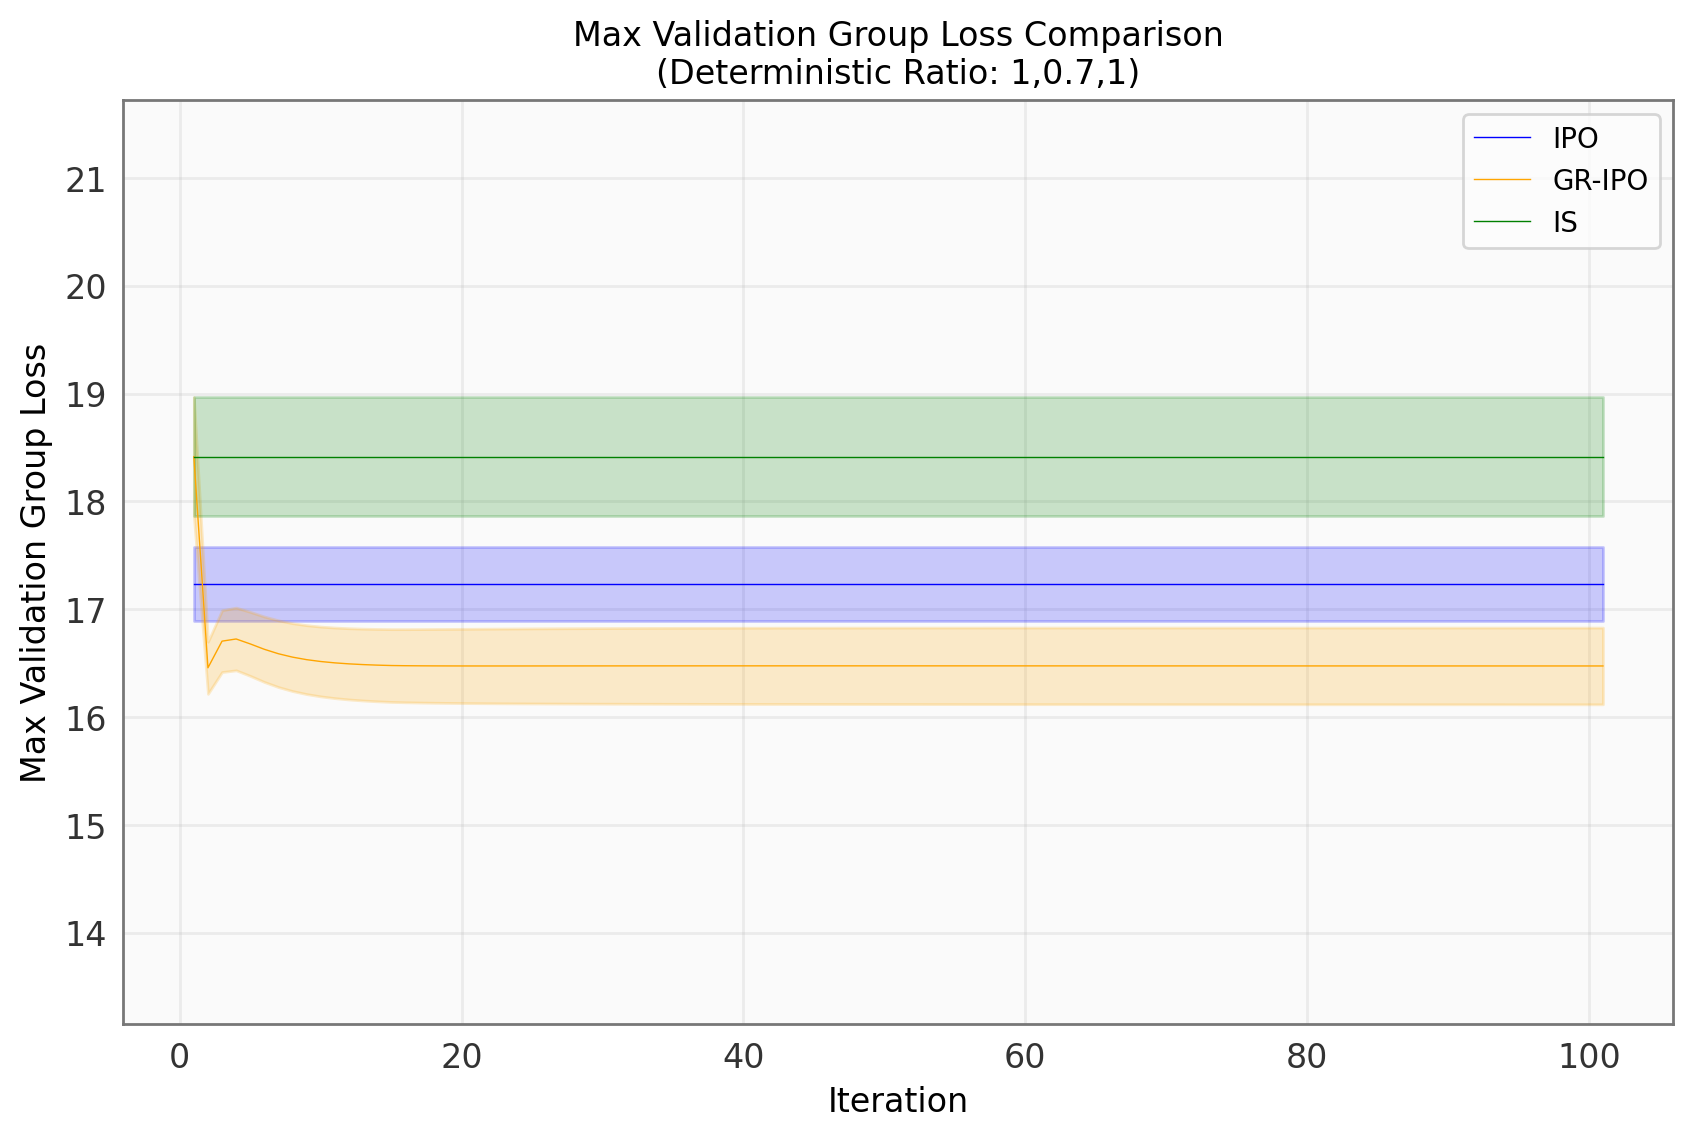 Max Validation Group Loss Comparison
(Deterministic Ratio: 1,0.7,1)
IPO
GR-IPO
IS
Max Validation Group Loss
21
20
19
18
17
16
15
14
0
20
40
60
80
100
Iteration